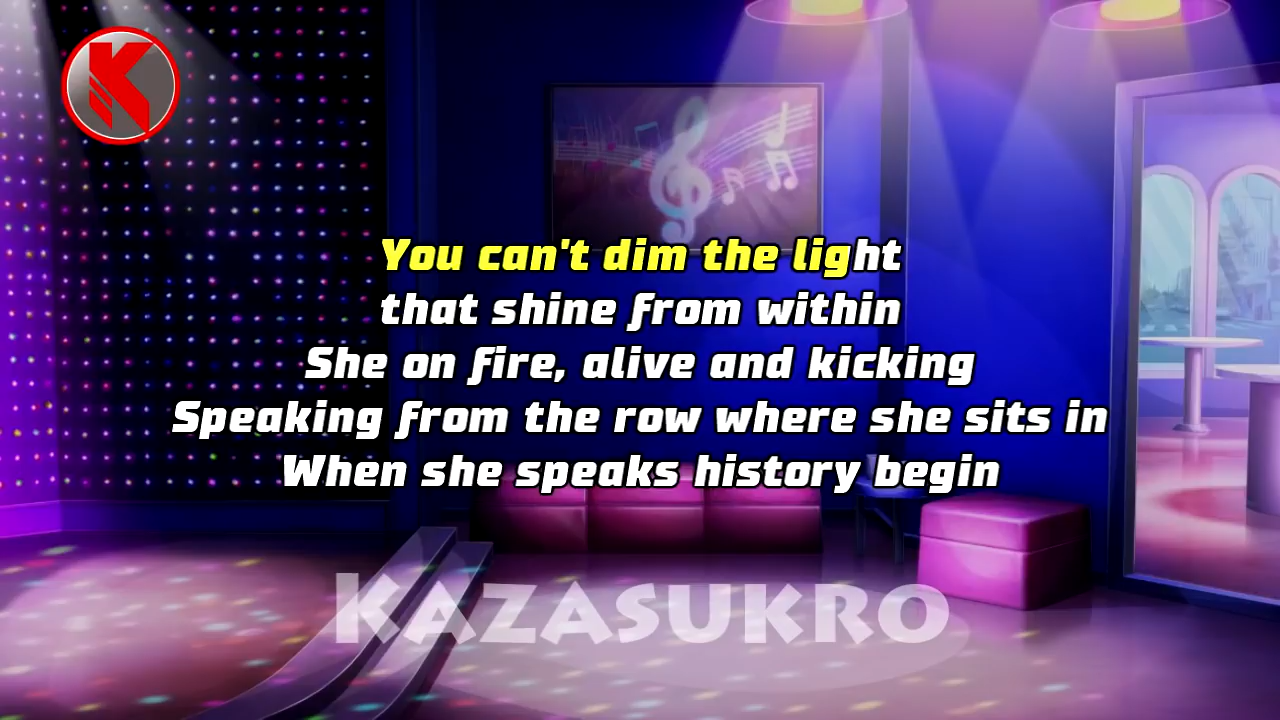 K
You can't dim the light
that shine from within
She on fire, alive and kicking
Speaking from the row where she sits in
When she speaks history begin
KAZASUKRO